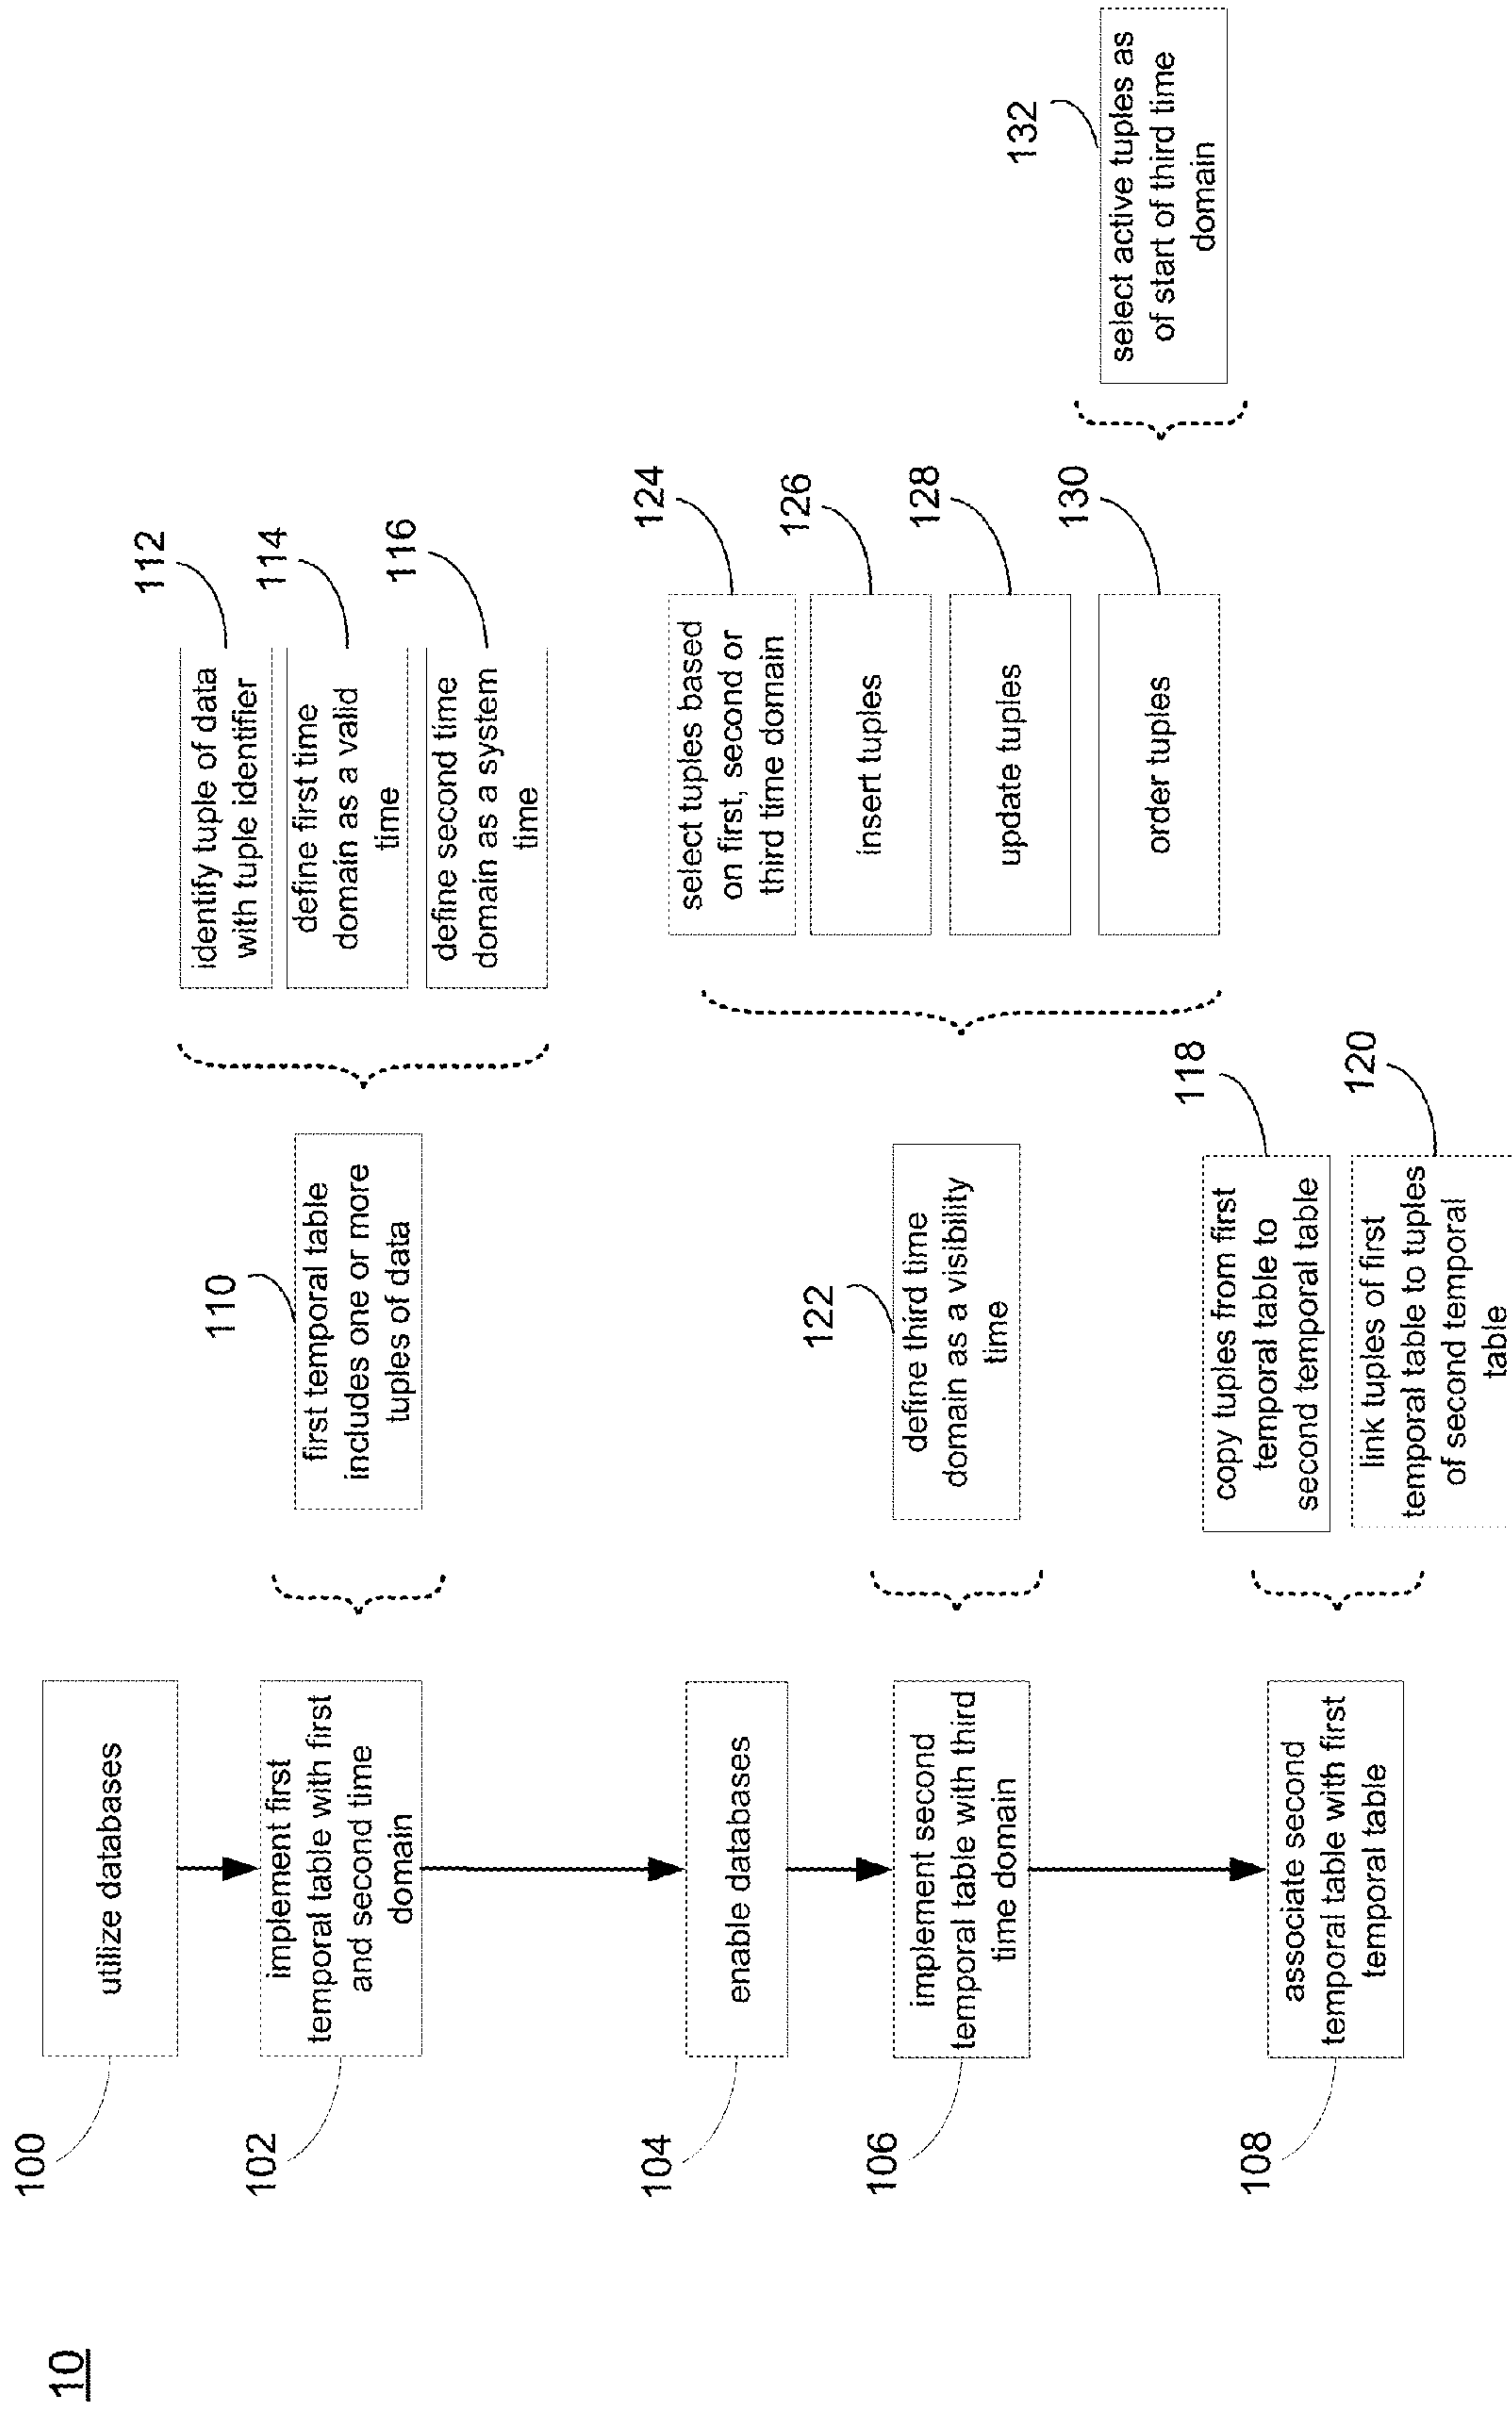 10
100
utilize databases
102
implement first
temporal table with first
and second time
domain
110
first temporal table
includes one or more
tuples of data
112
identify tuple of data
with tuple identifier
114
define first time
domain as a valid
time
116
define second time
domain as a system
time
104
enable databases
106
implement second
temporal table with third
time domain
122
define third time
domain as a visibility
time
124
select tuples based
on first, second or
third time domain
126
insert tuples
128
update tuples
130
order tuples
132
select active tuples as
of start of third time
domain
108
associate second
temporal table with first
temporal table
118
copy tuples from first
temporal table to
second temporal table
120
link tuples of first
temporal table to tuples
of second temporal
table